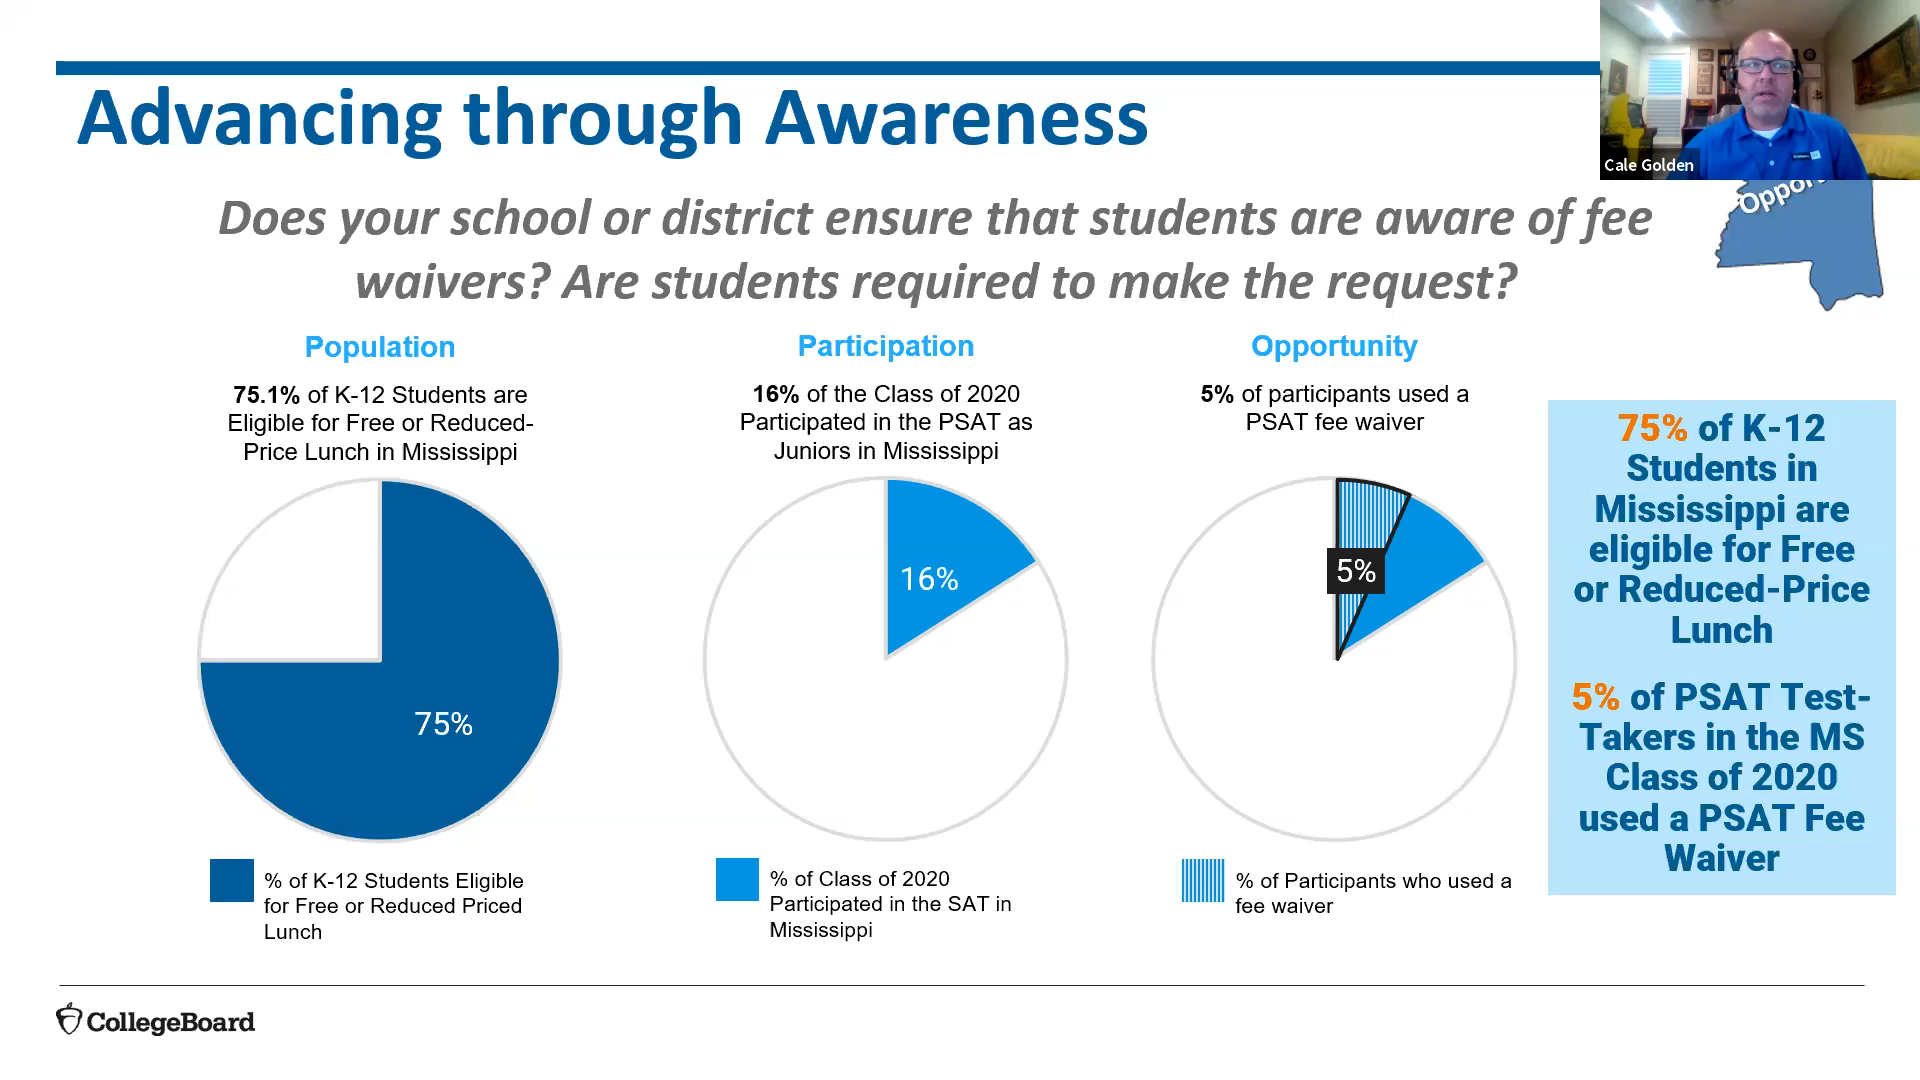 Advancing through Awareness
Cale Golden
Does your school or district ensure that students are aware of fee
waivers? Are students required to make the request?
Population
75.1% of K-12 Students are
Eligible for Free or Reduced-
Price Lunch in Mississippi
75%
% of K-12 Students Eligible
for Free or Reduced Priced
Lunch
Participation
16% of the Class of 2020
Participated in the PSAT as
Juniors in Mississippi
16%
% of Class of 2020
Participated in the SAT in
Mississippi
Opportunity
5% of participants used a
PSAT fee waiver
5%
% of Participants who used a
fee waiver
75% of K-12
Students in
Mississippi are
eligible for Free
or Reduced-Price
Lunch
5% of PSAT Test-
Takers in the MS
Class of 2020
used a PSAT Fee
Waiver
CollegeBoard